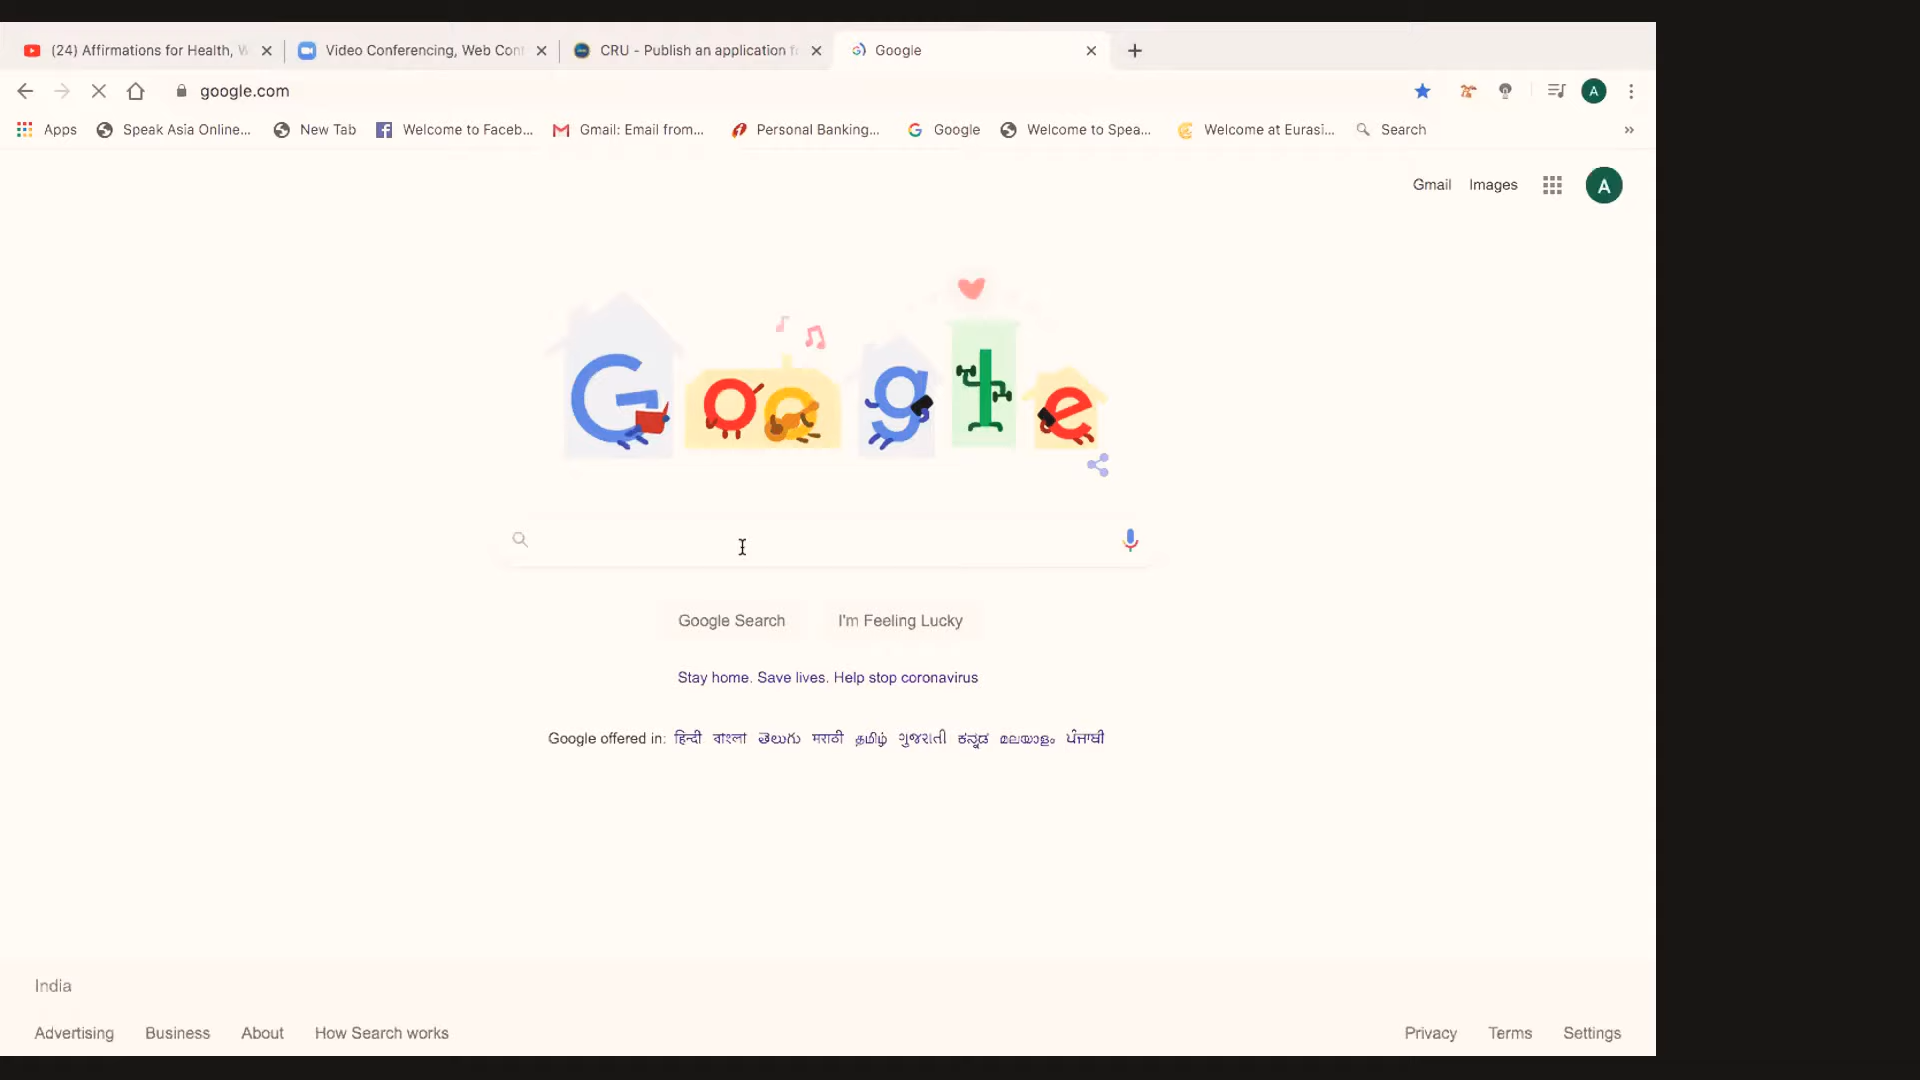 (24) Affirmations for Health, W
Video Conferencing, Web Con
CRU - Publish an application f
Google
google.com
A
Apps
Speak Asia Online...
New Tab
Welcome to Faceb...
Gmail: Email from...
Personal Banking...
Google
Welcome to Spea...
Welcome at Eurasi...
Search
Gmail Images
A
Google
Google Search
I'm Feeling Lucky
Stay home. Save lives. Help stop coronavirus
Google offered in: हिन्दी বাংলা తెలుగు मराठी தமிழ் ગુજરાતી ಕನ್ನಡ മലയാളം ਪੰਜਾਬੀ
India
Advertising Business About How Search works
Privacy Terms Settings